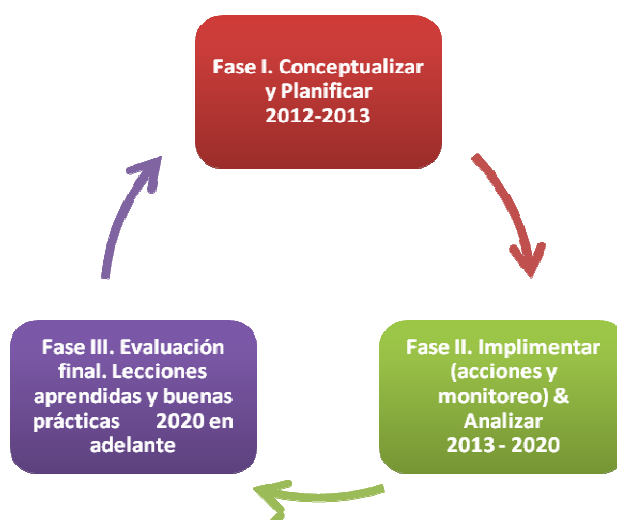 Fase I. Conceptualizar
y Planificar
2012-2013
Fase II. Implimentar
(acciones y
monitoreo) &
Analizar
2013 - 2020
Fase III. Evaluación
final. Lecciones
aprendidas y buenas
prácticas 2020 en
adelante